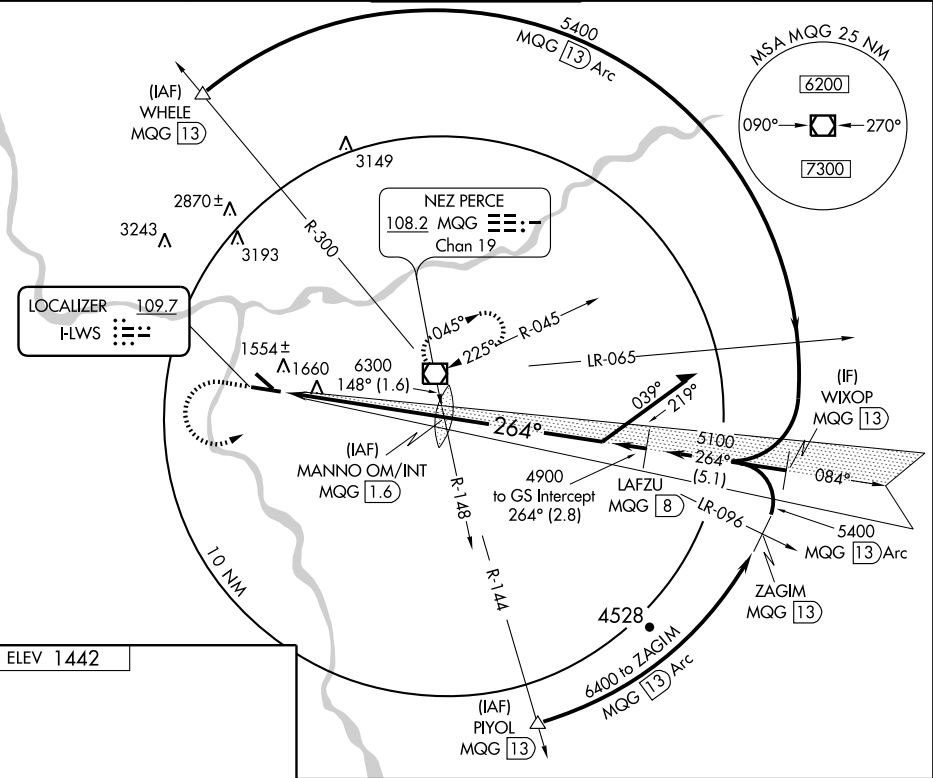 5400
MQG 13 Arc
MSA MQG 25 NM
6200
090°
270°
7300
(IAF)
WHELE
MQG 13
3149
2870±
3243
3193
R-300
NEZ PERCE
108.2 MQG
Chan 19
LOCALIZER 109.7
I-LWS
045°
225°
R-045
LR-065
1554±
1660
6300
148° (1.6)
039°
219°
(IF)
WIXOP
MQG 13
264°
5100
264°
(5.1)
084°
(IAF)
MANNO OM/INT
MQG 1.6
4900
to GS Intercept
264° (2.8)
LAFZU
MQG 8
LR-096
5400
MQG 13 Arc
R-148
R-144
ZAGIM
MQG 13
10 NM
4528
6400 to ZAGIM
MQG 13 Arc
ELEV 1442
(IAF)
PIYOL
MQG 13